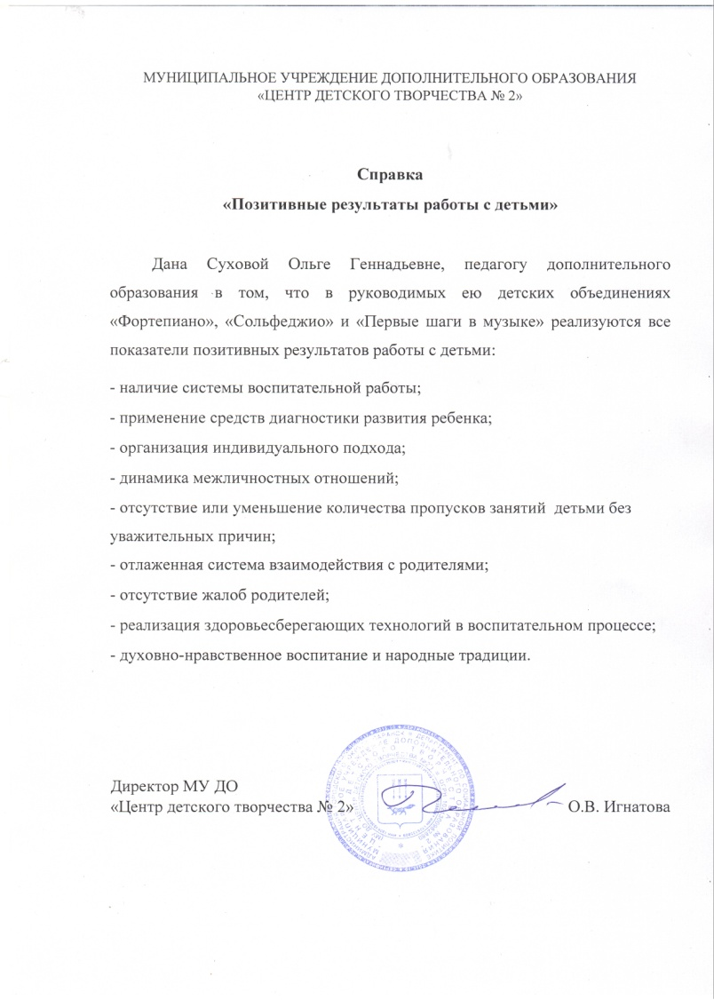 МУНИЦИПАЛЬНОЕ УЧРЕЖДЕНИЕ ДОПОЛНИТЕЛЬНОГО ОБРАЗОВАНИЯ
«ЦЕНТР ДЕТСКОГО ТВОРЧЕСТВА № 2»
Справка
«Позитивные результаты работы с детьми»
Дана Суховой Ольге Геннадьевне, педагогу дополнительного
образования в том, что в руководимых ею детских объединениях
«Фортепиано», «Сольфеджио» и «Первые шаги в музыке» реализуются все
показатели позитивных результатов работы с детьми:
- наличие системы воспитательной работы;
- применение средств диагностики развития ребенка;
- организация индивидуального подхода;
- динамика межличностных отношений;
- отсутствие или уменьшение количества пропусков занятий детьми без
уважительных причин;
- отлаженная система взаимодействия с родителями;
- отсутствие жалоб родителей;
- реализация здоровьесберегающих технологий в воспитательном процессе;
- духовно-нравственное воспитание и народные традиции.
Директор МУ ДО
«Центр детского творчества № 2» О.В. Игнатова